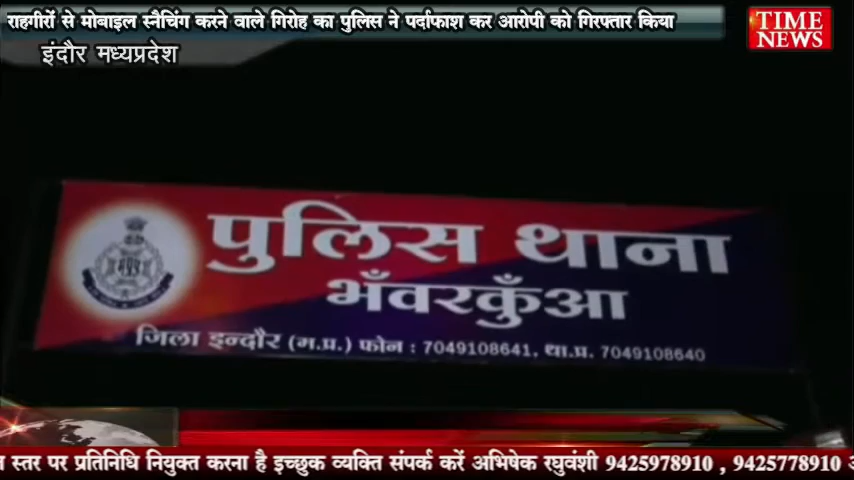 राहगीरों से मोबाइल स्नैचिंग करने वाले गिरोह का पुलिस ने पर्दाफाश कर आरोपी को गिरफ्तार किया
TIME NEWS
इंदौर मध्यप्रदेश
पुलिस थाना
भँवरकुँआ
जिला इन्दौर (म.प्र.) फोन : 7049108641, था.प्र. 7049108640
स्तर पर प्रतिनिधि नियुक्त करना है इच्छुक व्यक्ति संपर्क करें अभिषेक रघुवंशी 9425978910 , 9425778910